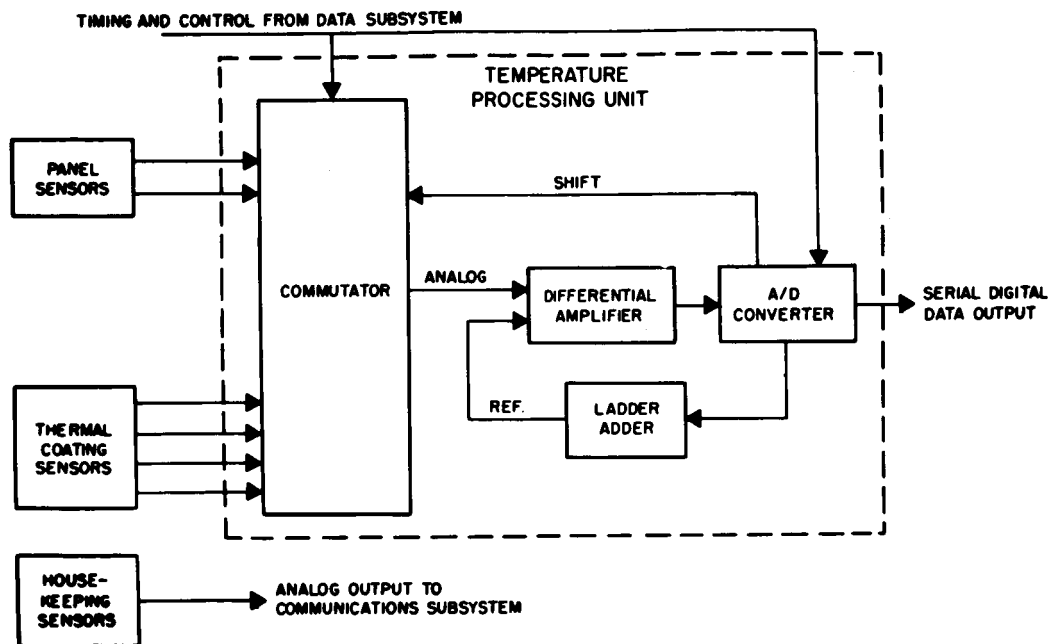 TIMING AND CONTROL FROM DATA SUBSYSTEM
TEMPERATURE
PROCESSING UNIT
PANEL
SENSORS
SHIFT
COMMUTATOR
ANALOG
DIFFERENTIAL
AMPLIFIER
A/D
CONVERTER
SERIAL DIGITAL
DATA OUTPUT
REF.
LADDER
ADDER
THERMAL
COATING
SENSORS
HOUSE-
KEEPING
SENSORS
ANALOG OUTPUT TO
COMMUNICATIONS SUBSYSTEM